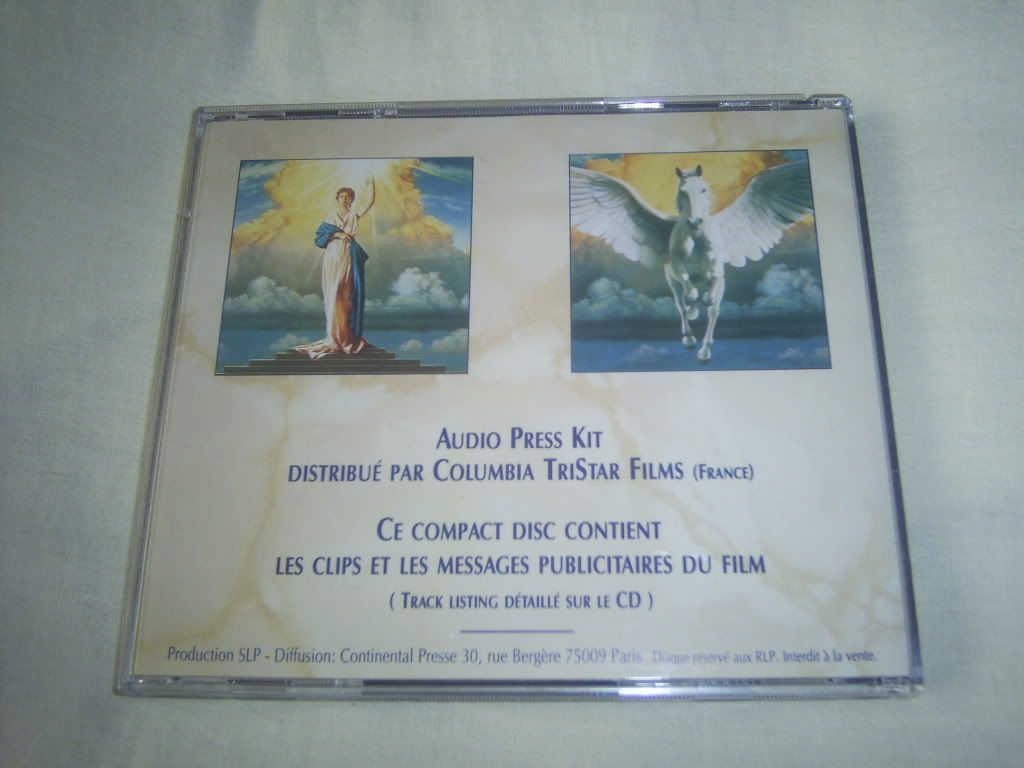 AUDIO PRESS KIT
DISTRIBUÉ PAR COLUMBIA TRISTAR FILMS (FRANCE)
CE COMPACT DISC CONTIENT
LES CLIPS ET LES MESSAGES PUBLICITAIRES DU FILM
( TRACK LISTING DÉTAILLÉ SUR LE CD )
Production SLP - Diffusion: Continental Presse 30, rue Bergère 75009 Paris Disque réservé aux RLP. Interdit à la vente.